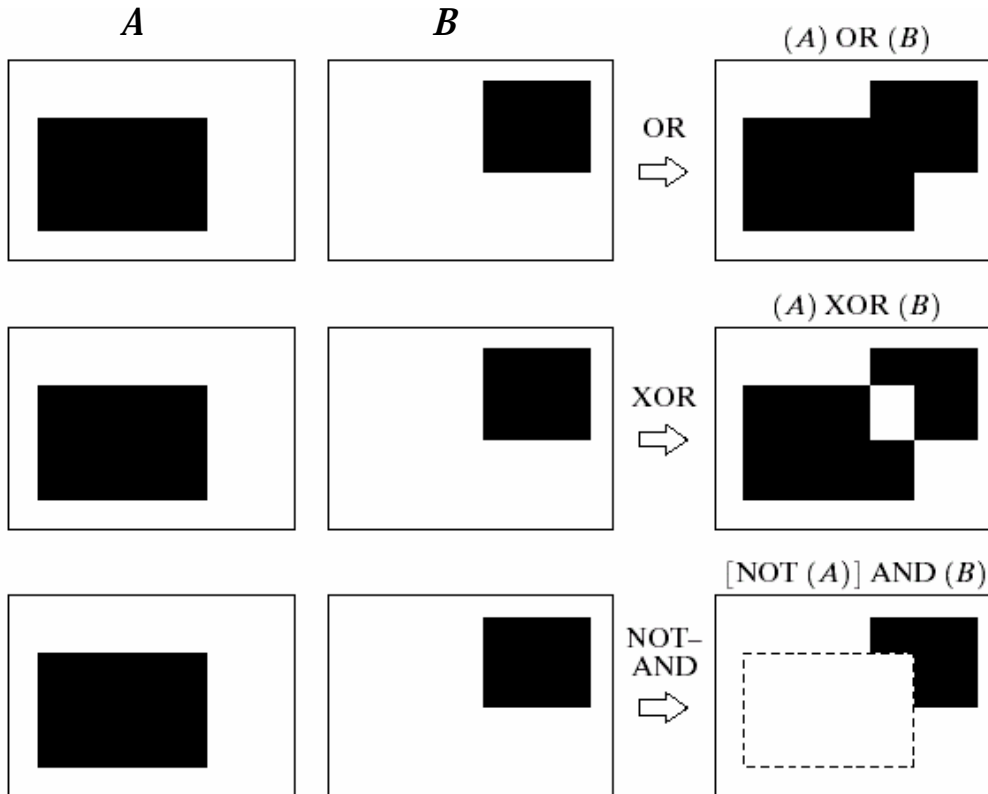 A
B
(A) OR (B)
OR
(A) XOR (B)
XOR
[NOT (A)] AND (B)
NOT–
AND